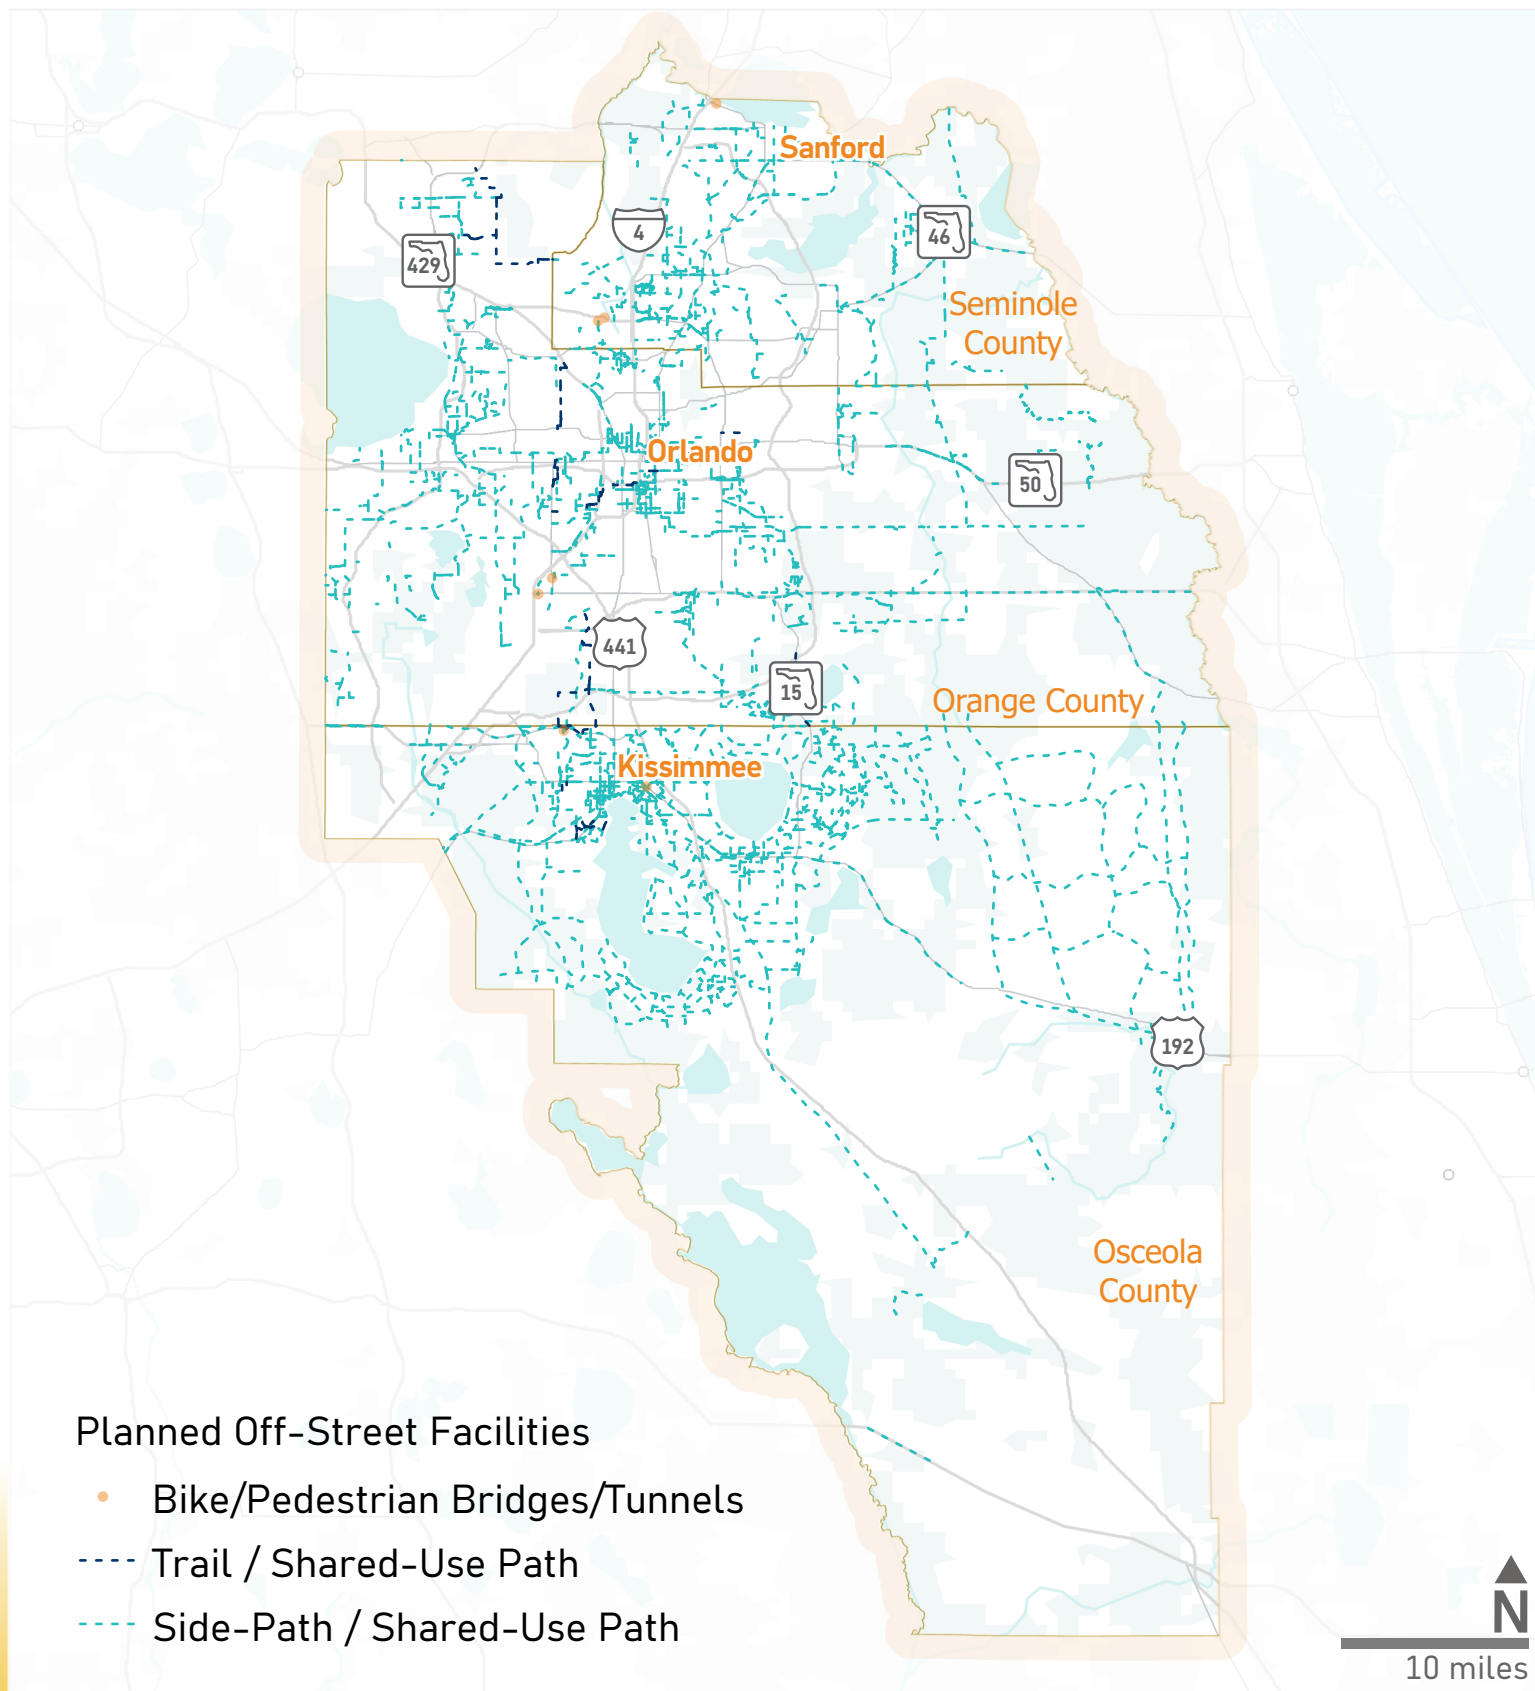 Sanford
4
46
429
Seminole
County
Orlando
50
441
15
Orange County
Kissimmee
192
Osceola
County
Planned Off-Street Facilities
Bike/Pedestrian Bridges/Tunnels
Trail / Shared-Use Path
Side-Path / Shared-Use Path
N
10 miles